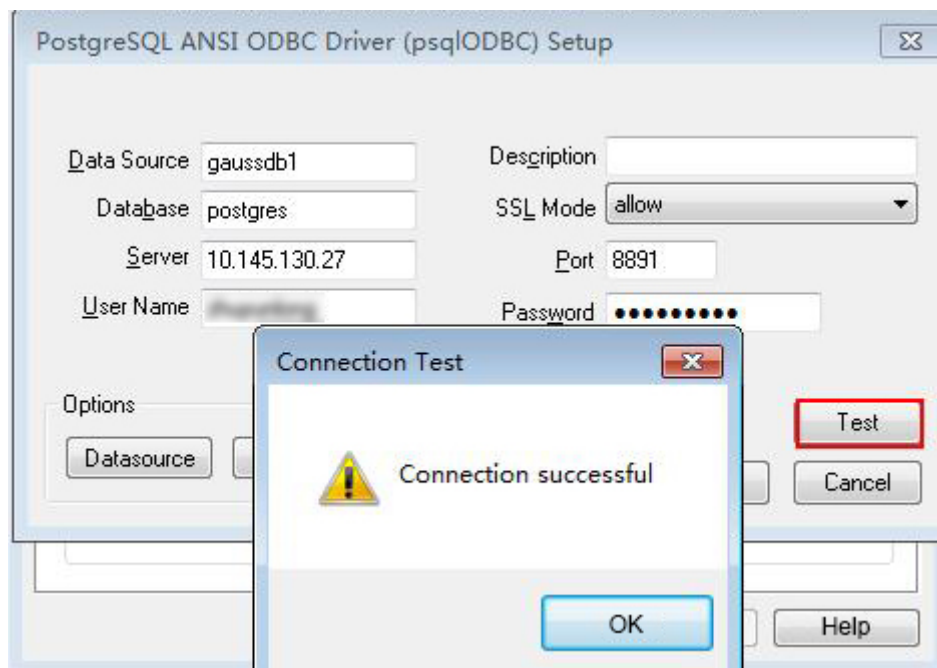 PostgreSQL ANSI ODBC Driver (psqlODBC) Setup
Data Source gaussdb1
Description
Database postgres
SSL Mode allow
Server 10.145.130.27
Port 8891
User Name
Password ●●●●●●●●●
Connection Test
Options
Test
Datasource
Connection successful
Cancel
OK
Help